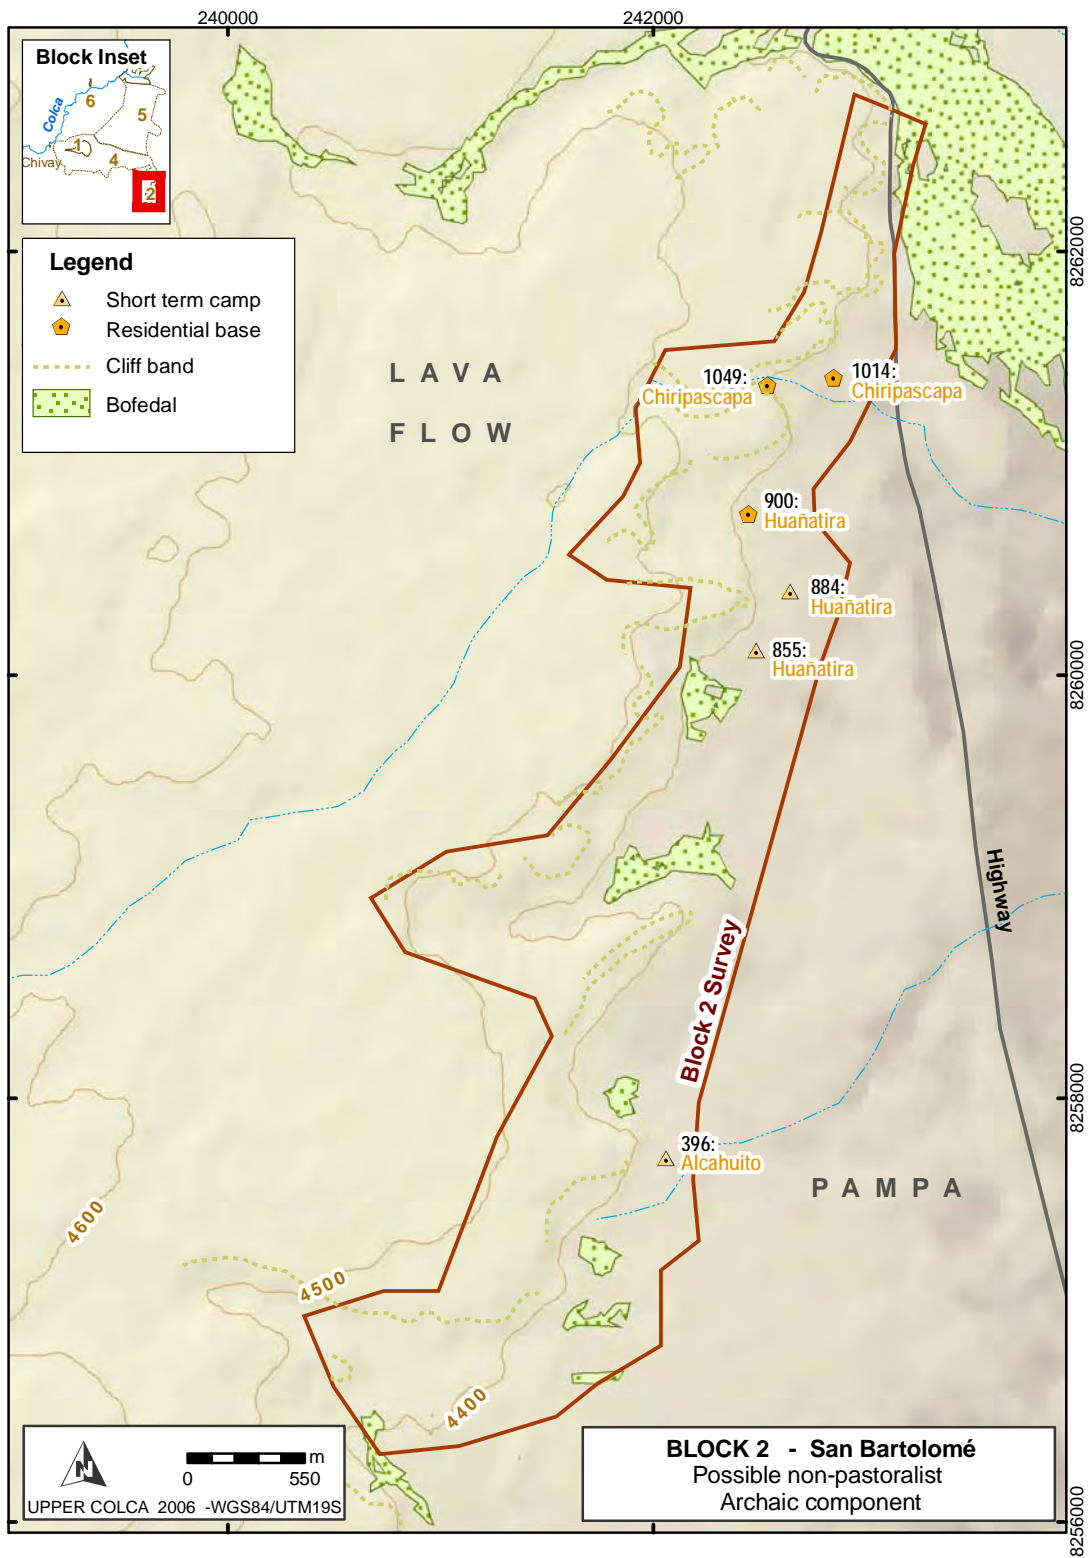 240000
242000
Block Inset
Colca
6
5
1
Chivay
4
2
8262000
Legend
Short term camp
Residential base
Cliff band
Bofedal
LAVA
FLOW
1049:
Chiripascapa
1014:
Chiripascapa
900:
Huañatira
884:
Huañatira
855:
Huañatira
8260000
Highway
Block 2 Survey
8258000
396:
Alcahuito
PAMPA
4600
4500
4400
N
m
0 550
UPPER COLCA 2006 -WGS84/UTM19S
BLOCK 2 - San Bartolomé
Possible non-pastoralist
Archaic component
8256000